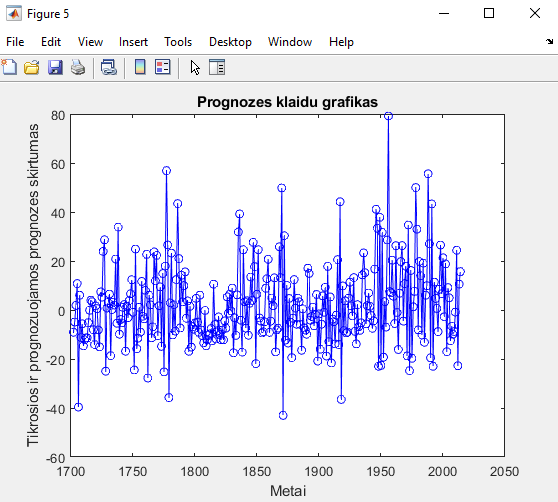 Figure 5
File Edit View Insert Tools Desktop Window Help
Prognozes klaidu grafikas
Tikrosios ir prognozuojamos prognozes skirtumas
80
60
40
20
0
-20
-40
-60
1700 1750 1800 1850 1900 1950 2000 2050
Metai